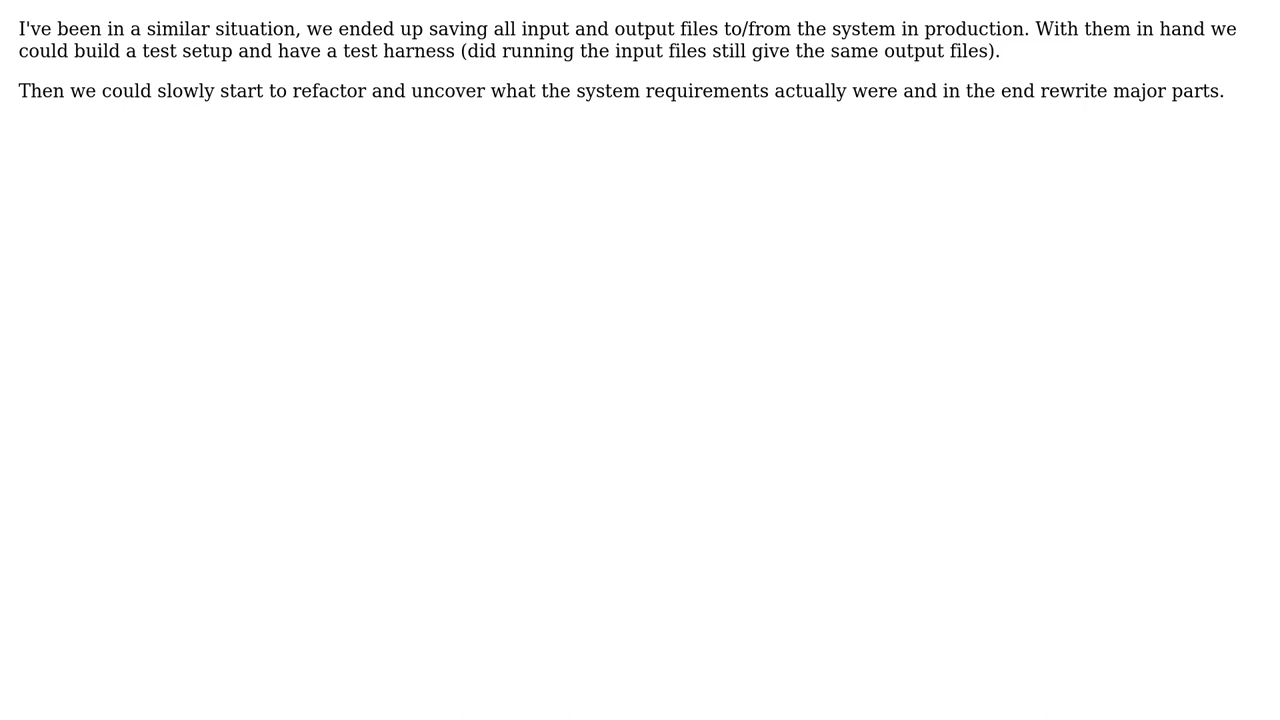 I've been in a similar situation, we ended up saving all input and output files to/from the system in production. With them in hand we
could build a test setup and have a test harness (did running the input files still give the same output files).
Then we could slowly start to refactor and uncover what the system requirements actually were and in the end rewrite major parts.